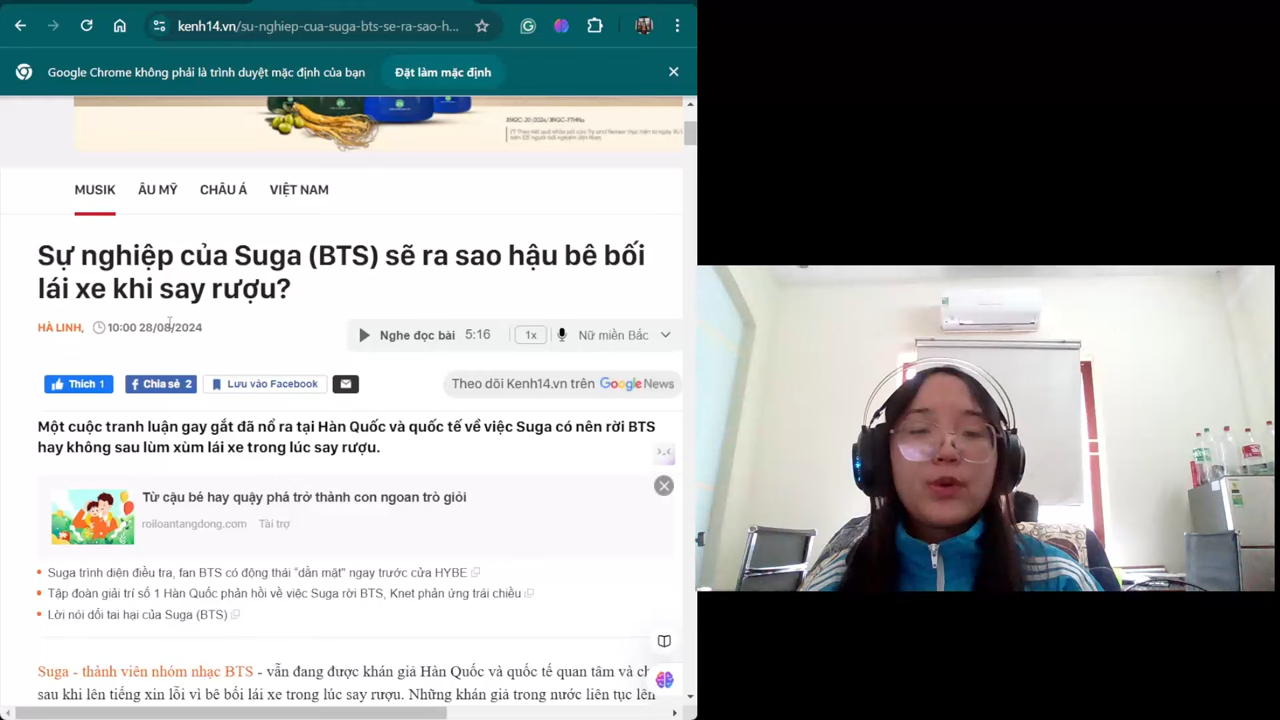 kenh14.vn/su-nghiep-cua-suga-bts-se-ra-sao-h...
Google Chrome không phải là trình duyệt mặc định của bạn
Đặt làm mặc định
MUSIK ÂU MỸ CHÂU Á VIỆT NAM
Sự nghiệp của Suga (BTS) sẽ ra sao hậu bê bối
lái xe khi say rượu?
HÀ LINH, 10:00 28/08/2024
Nghe đọc bài 5:16 1x Nữ miền Bắc
Thích 1 Chia sẻ 2 Lưu vào Facebook
Theo dõi Kenh14.vn trên Google News
Một cuộc tranh luận gay gắt đã nổ ra tại Hàn Quốc và quốc tế về việc Suga có nên rời BTS
hay không sau lùm xùm lái xe trong lúc say rượu.
Từ cậu bé hay quậy phá trở thành con ngoan trò giỏi
roiloantangdong.com Tài trợ
Suga trình diện điều tra, fan BTS có động thái “dằn mặt” ngay trước cửa HYBE
Tập đoàn giải trí số 1 Hàn Quốc phản hồi về việc Suga rời BTS, Knet phản ứng trái chiều
Lời nói dối tai hại của Suga (BTS)
Suga - thành viên nhóm nhạc BTS - vẫn đang được khán giả Hàn Quốc và quốc tế quan tâm và
sau khi lên tiếng xin lỗi vì bê bối lái xe trong lúc say rượu. Những khán giả trong nước liên tục lên